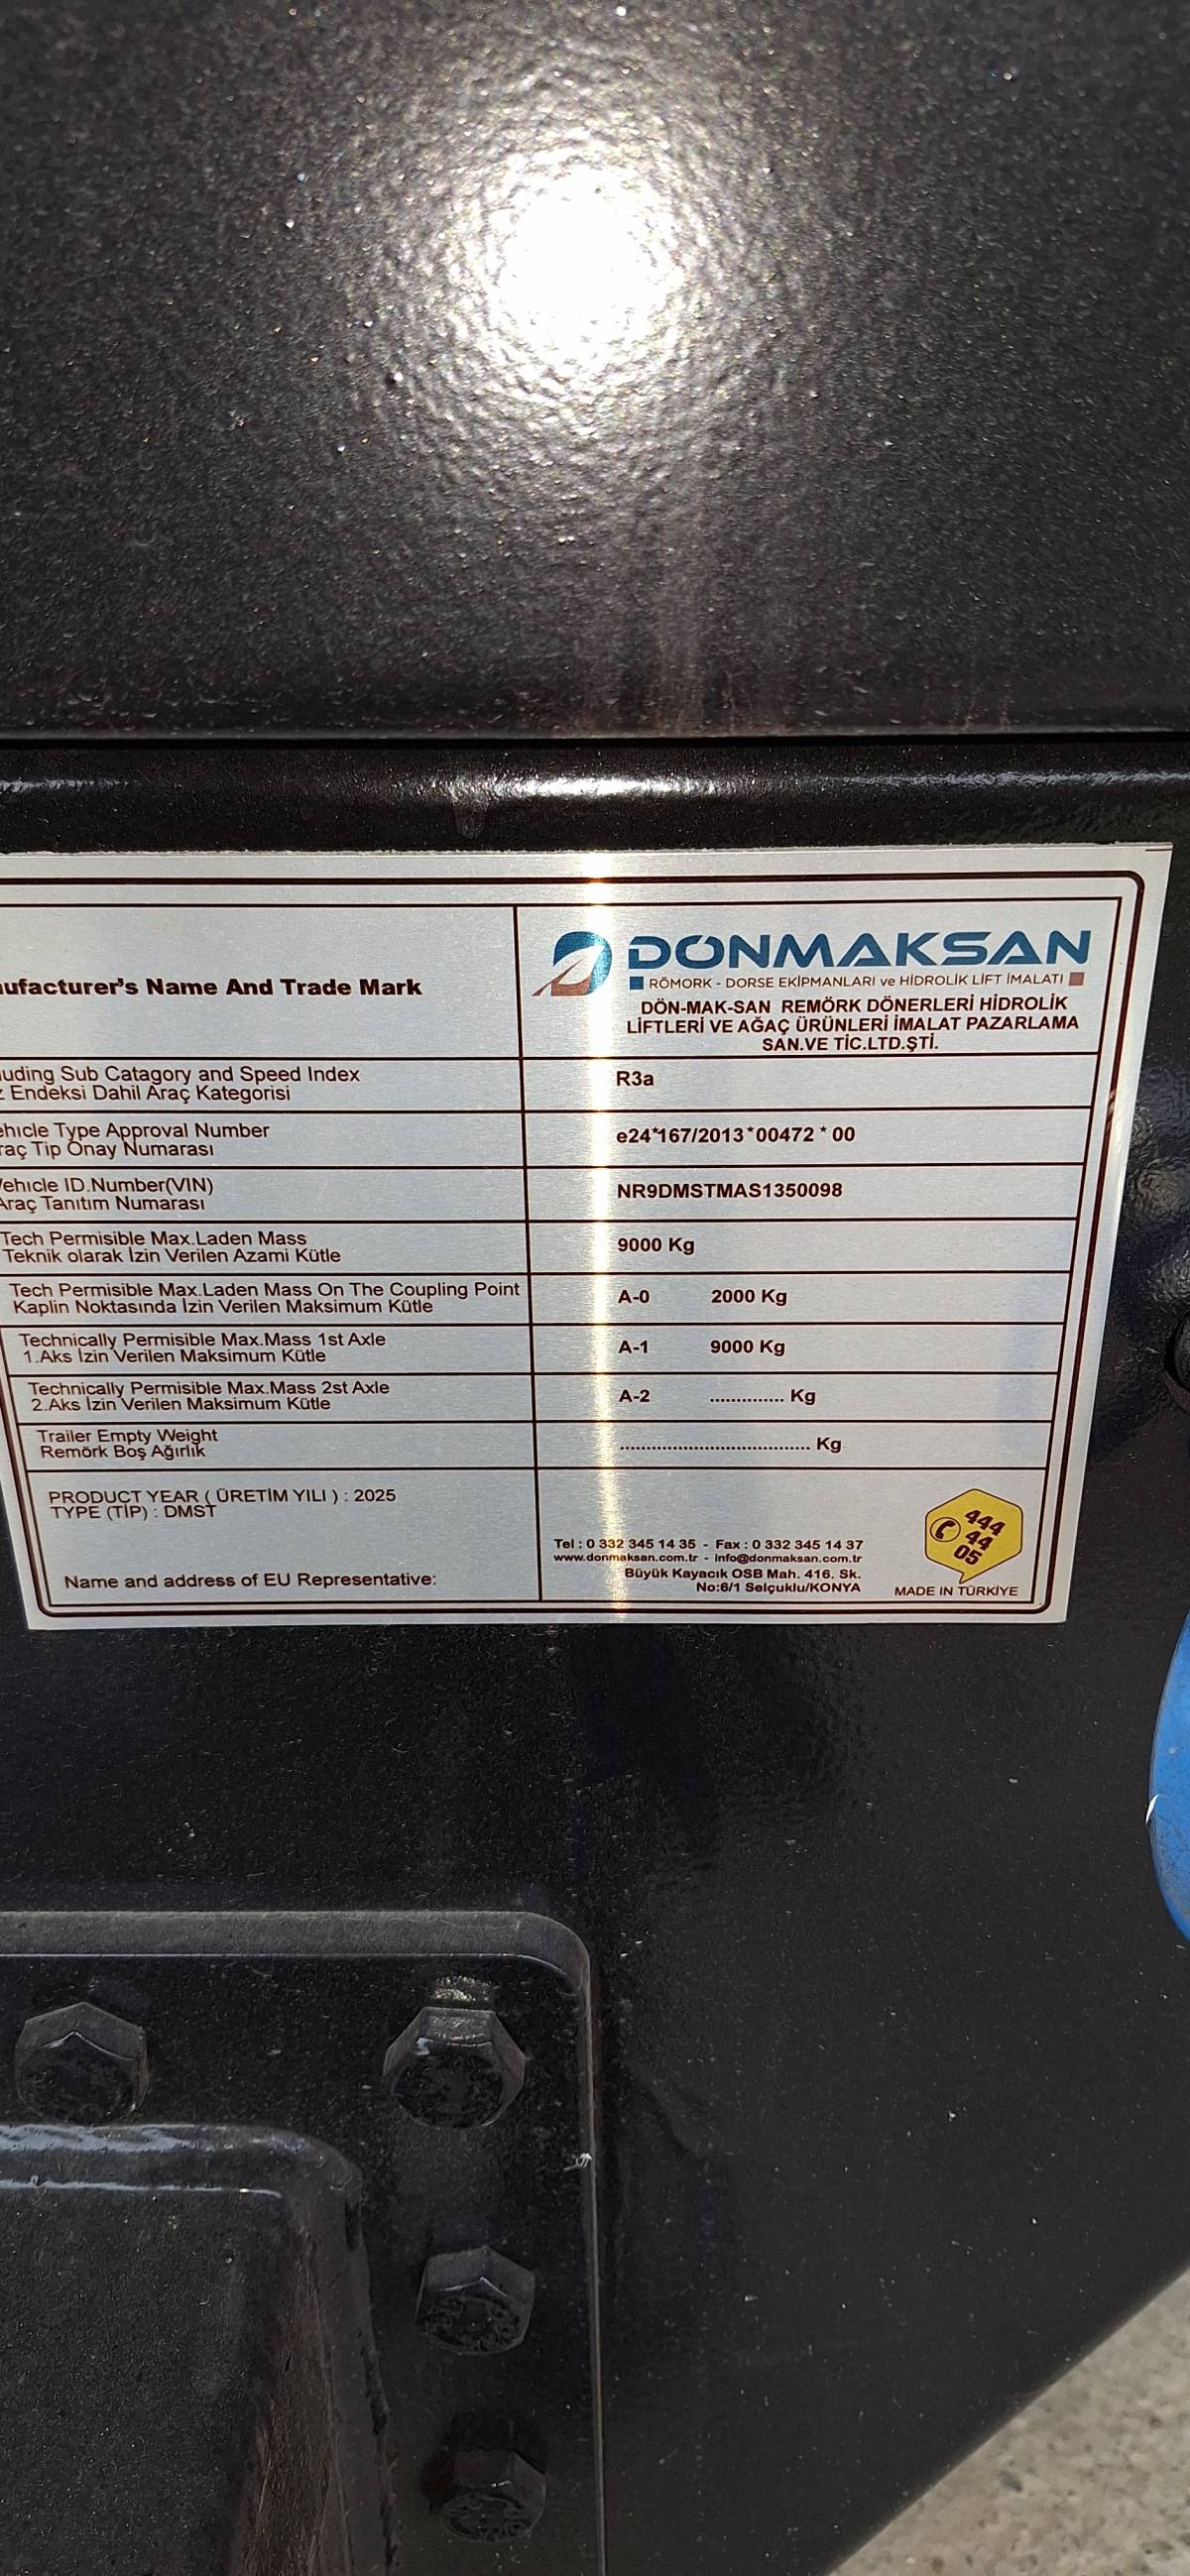 DONMAKSAN
RÖMORK - DORSE EKİPMANLARI ve HİDROLİK LİFT İMALATI
DÖN-MAK-SAN REMÖRK DÖNERLERİ HİDROLİK
LİFTLERİ VE AĞAÇ ÜRÜNLERİ İMALAT PAZARLAMA
SAN.VE TİC.LTD.ŞTİ.
ufacturer's Name And Trade Mark
uding Sub Catagory and Speed Index
z Endeksi Dahil Araç Kategorisi
R3a
ehıcle Type Approval Number
raç Tip Onay Numarası
e24*167/2013*00472*00
Vehıcle ID.Number(VIN)
Araç Tanıtım Numarası
NR9DMSTMAS1350098
Tech Permisible Max.Laden Mass
Teknik olarak İzin Verilen Azami Kütle
9000 Kg
Tech Permisible Max.Laden Mass On The Coupling Point
Kaplin Noktasında İzin Verilen Maksimum Kütle
A-0 2000 Kg
Technically Permisible Max.Mass 1st Axle
1.Aks İzin Verilen Maksimum Kütle
A-1 9000 Kg
Technically Permisible Max.Mass 2st Axle
2.Aks İzin Verilen Maksimum Kütle
A-2 .............. Kg
Trailer Empty Weight
Remörk Boş Ağırlık
.................................... Kg
PRODUCT YEAR ( ÜRETİM YILI ) : 2025
TYPE (TİP) : DMST
Name and address of EU Representative:
Tel : 0 332 345 14 35 - Fax : 0 332 345 14 37
www.donmaksan.com.tr - info@donmaksan.com.tr
Büyük Kayacık OSB Mah. 416. Sk.
No:6/1 Selçuklu/KONYA
444
44
05
MADE IN TÜRKİYE